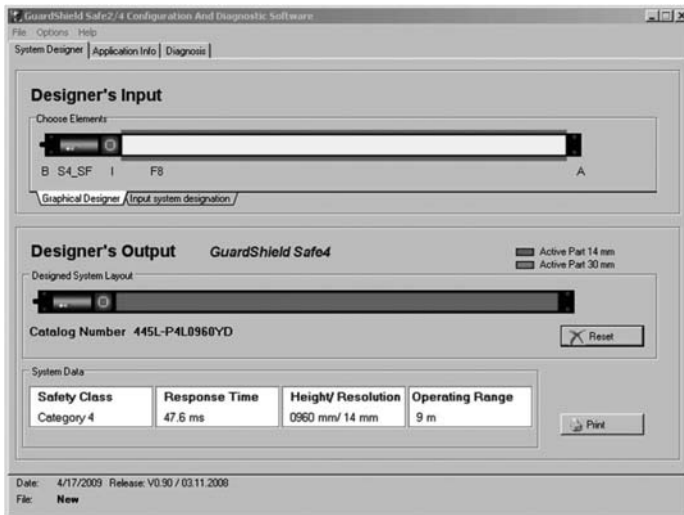 GuardShield Safe2/4 Configuration And Diagnostic Software
File Options Help
System Designer Application Info Diagnosis
Designer's Input
Choose Elements
B S4_SF I F8 A
Graphical Designer Input system designation
Designer's Output GuardShield Safe4
Active Part 14 mm
Active Part 30 mm
Designed System Layout
Catalog Number 445L-P4L0960YD
Reset
System Data
Safety Class Response Time Height/ Resolution Operating Range
Category 4 47.6 ms 0960 mm/ 14 mm 9 m
Print
Date: 4/17/2009 Release: V0.90 / 03.11.2008
File: New